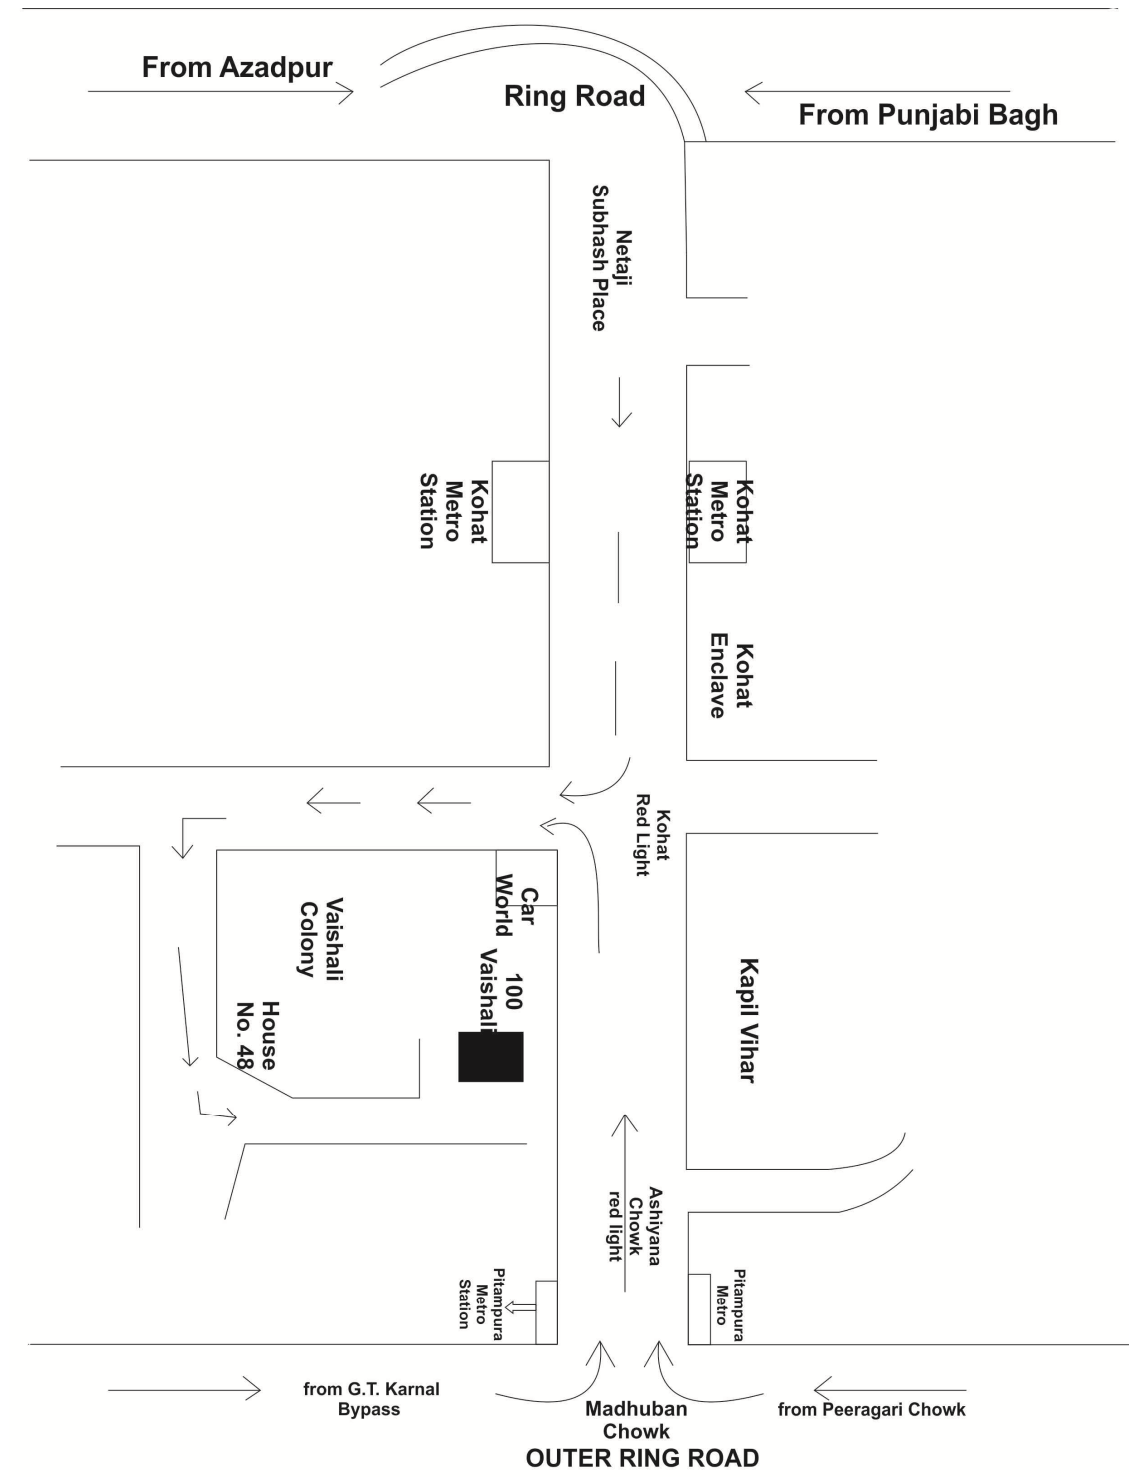 From Azadpur
Ring Road
From Punjabi Bagh
Netaji
Subhash Place
Kohat
Metro
Station
Kohat
Metro
Station
Kohat
Enclave
Kohat
Red Light
Car
World
Vaishali
Colony
100
Vaishali
House
No. 48
Kapil Vihar
Ashiyana
Chowk
red light
Pitampura
Metro
Station
Pitampura
Metro
from G.T. Karnal
Bypass
Madhuban
Chowk
from Peeragari Chowk
OUTER RING ROAD